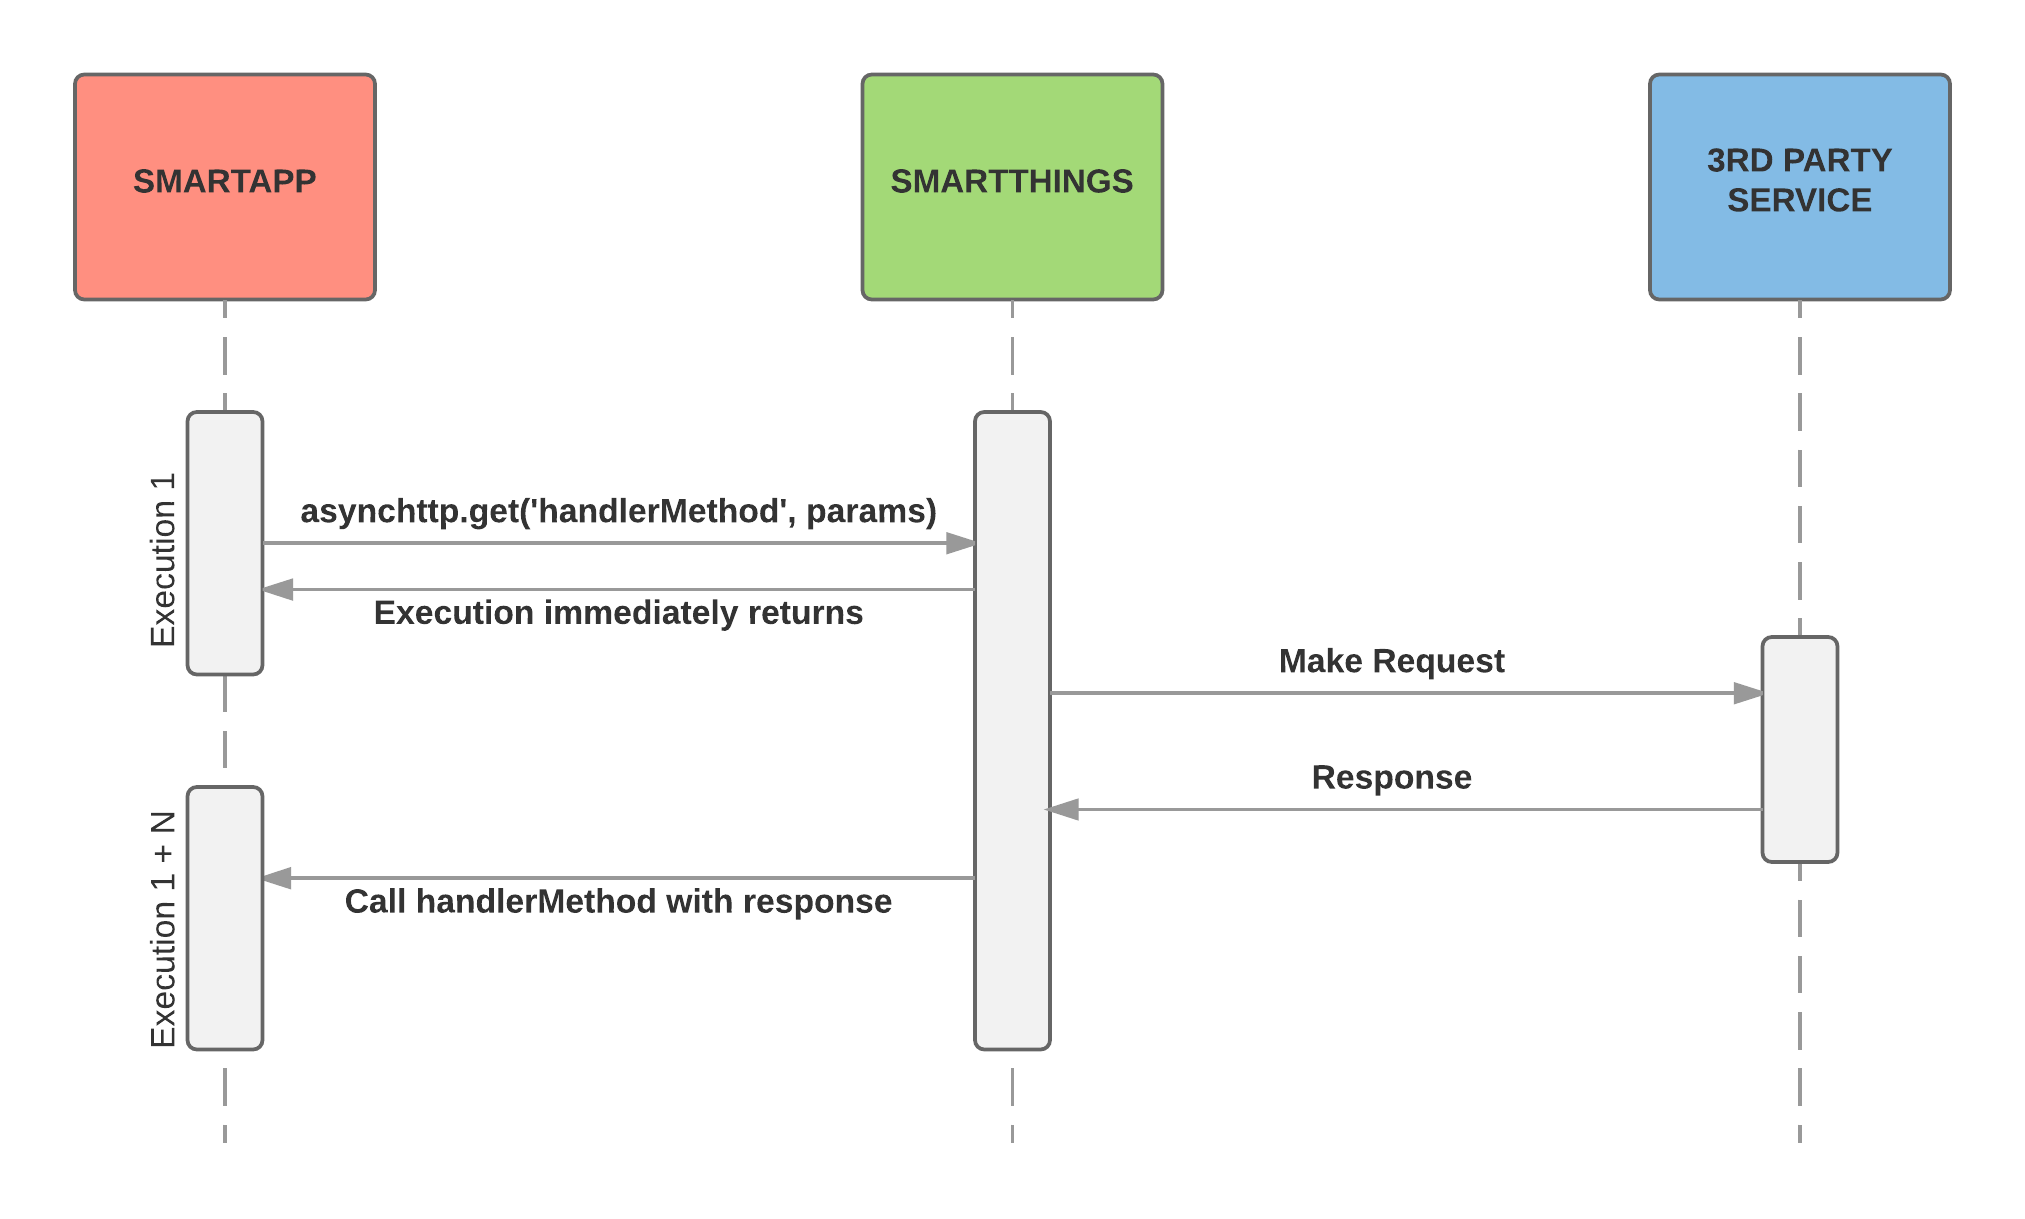 SMARTAPP
SMARTTHINGS
3RD PARTY
SERVICE
Execution 1
asynchttp.get('handlerMethod', params)
Execution immediately returns
Make Request
Response
Execution 1 + N
Call handlerMethod with response